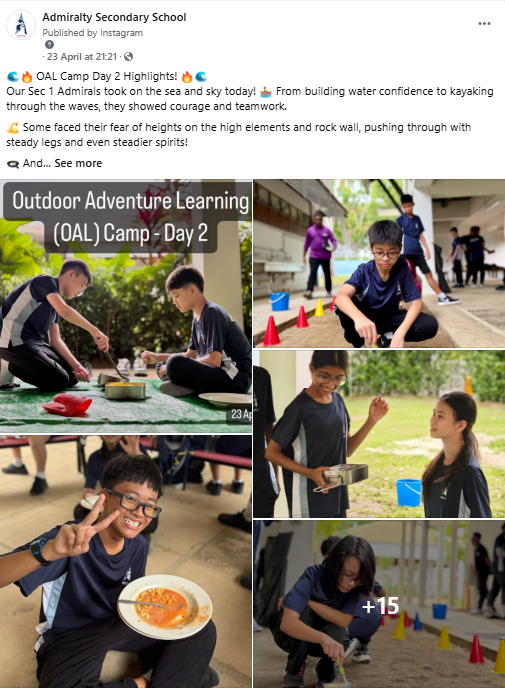 Admiralty Secondary School
Published by Instagram
· 23 April at 21:21 ·
🌊🔥 OAL Camp Day 2 Highlights! 🔥🌊
Our Sec 1 Admirals took on the sea and sky today! 🚣 From building water confidence to kayaking
through the waves, they showed courage and teamwork.
💪 Some faced their fear of heights on the high elements and rock wall, pushing through with
steady legs and even steadier spirits!
🍳 And... See more
Outdoor Adventure Learning
(OAL) Camp - Day 2
23 Ap
+15